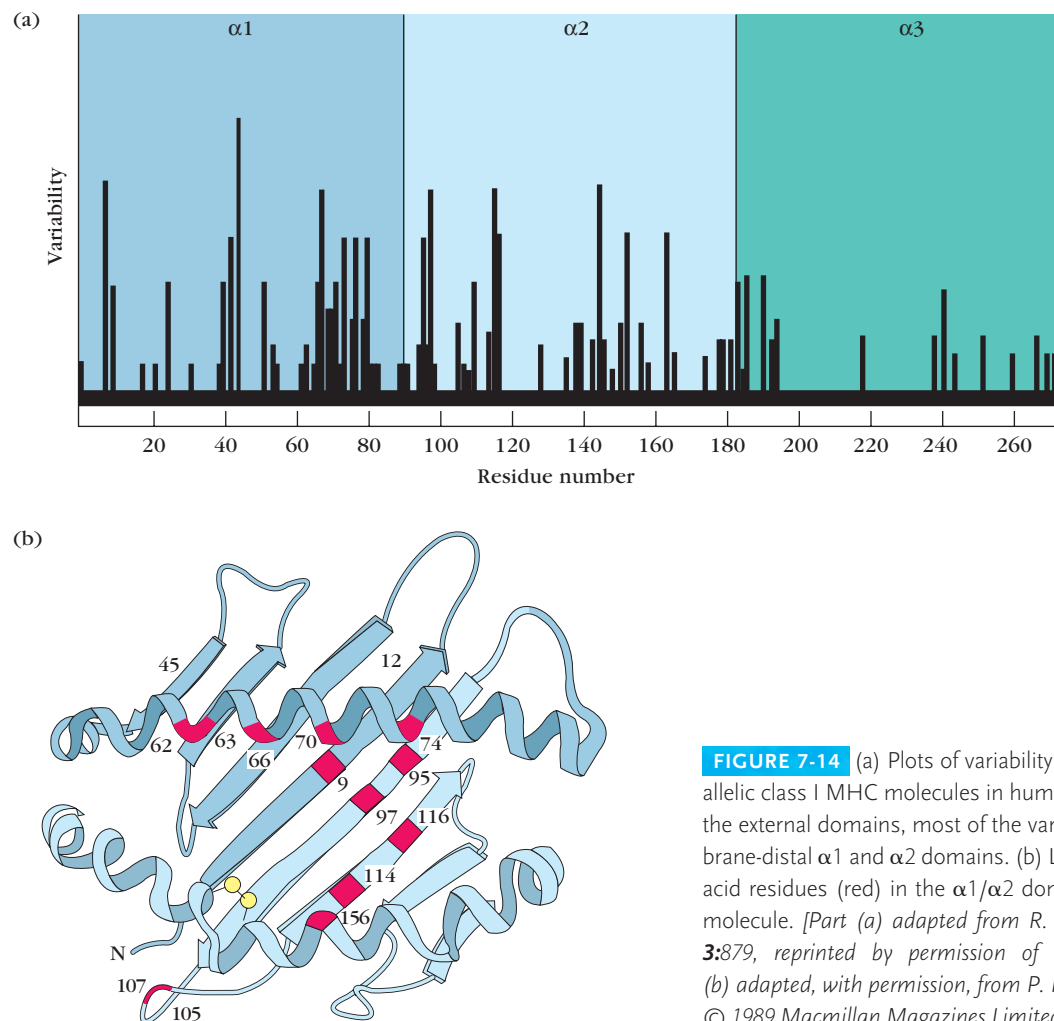 (a)
α1 α2 α3
Variability
20 40 60 80 100 120 140 160 180 200 220 240 260
Residue number
(b)
45
12
62 63 70 74
66
9
95
97
116
114
156
N
107
105
FIGURE 7-14 (a) Plots of variability
allelic class I MHC molecules in hum
the external domains, most of the var
brane-distal α1 and α2 domains. (b) L
acid residues (red) in the α1/α2 dom
molecule. [Part (a) adapted from R.
3:879, reprinted by permission of
(b) adapted, with permission, from P.
© 1989 Macmillan Magazines Limited